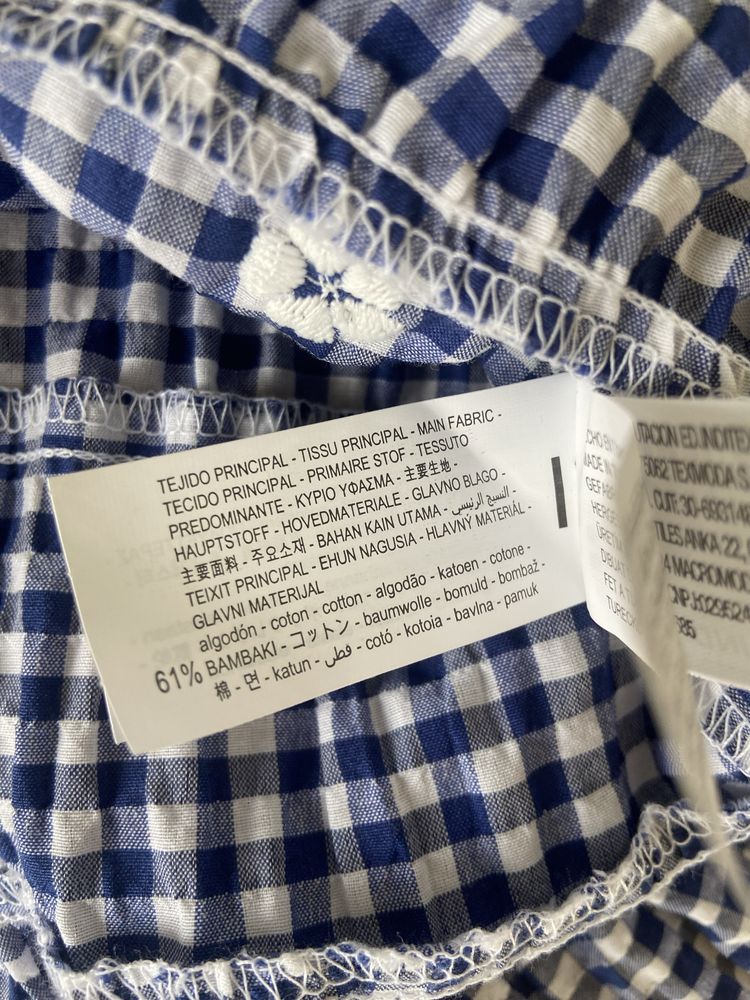 TEJIDO PRINCIPAL - TISSU PRINCIPAL - MAIN FABRIC -
TECIDO PRINCIPAL - PRIMAIRE STOF - TESSUTO
PREDOMINANTE - ΚΥΡΙΟ ΥΦΑΣΜΑ - 主要生地 -
HAUPTSTOFF - HOVEDMATERIALE - GLAVNO BLAGO -
主要面料 - 주요소재 - BAHAN KAIN UTAMA - النسيج الرئيسي -
TEIXIT PRINCIPAL - EHUN NAGUSIA - HLAVNÝ MATERIÁL -
GLAVNI MATERIJAL
algodón - coton - cotton - algodão - katoen - cotone -
61% BAMBAKI - コットン - baumwolle - bomuld - bombaž -
棉 - 면 - katun - قطن - cotó - kotoia - bavlna - pamuk
MACROMOD